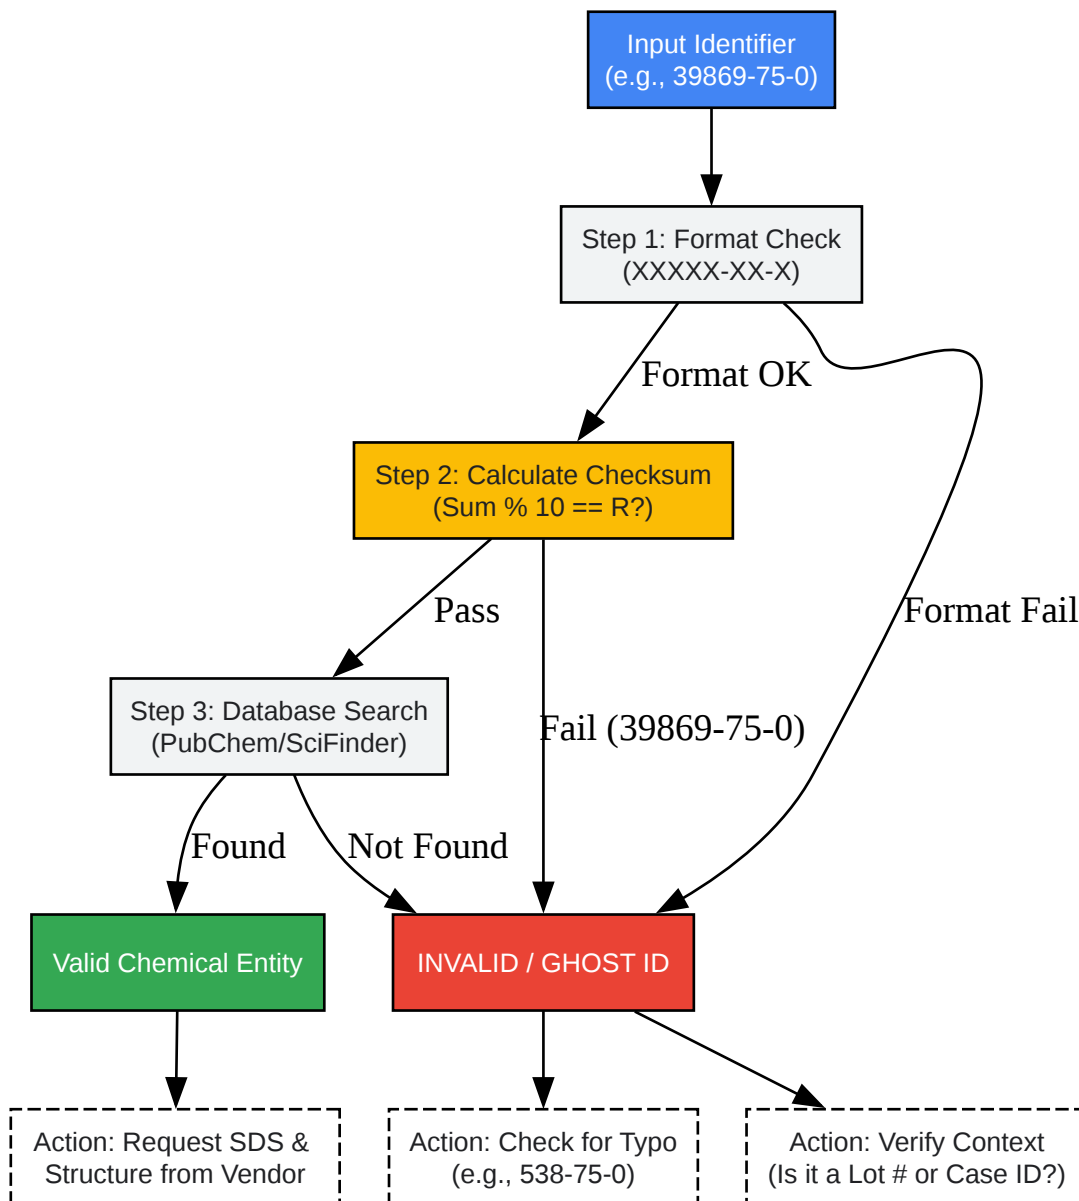 Input Identifier
(e.g., 39869-75-0)
Step 1: Format Check
(XXXXX-XX-X)
Format OK
Step 2: Calculate Checksum
(Sum % 10 == R?)
Pass
Format Fail
Step 3: Database Search
(PubChem/SciFinder)
Fail (39869-75-0)
Found
Not Found
Valid Chemical Entity
INVALID / GHOST ID
Action: Request SDS &
Structure from Vendor
Action: Check for Typo
(e.g., 538-75-0)
Action: Verify Context
(Is it a Lot # or Case ID?)